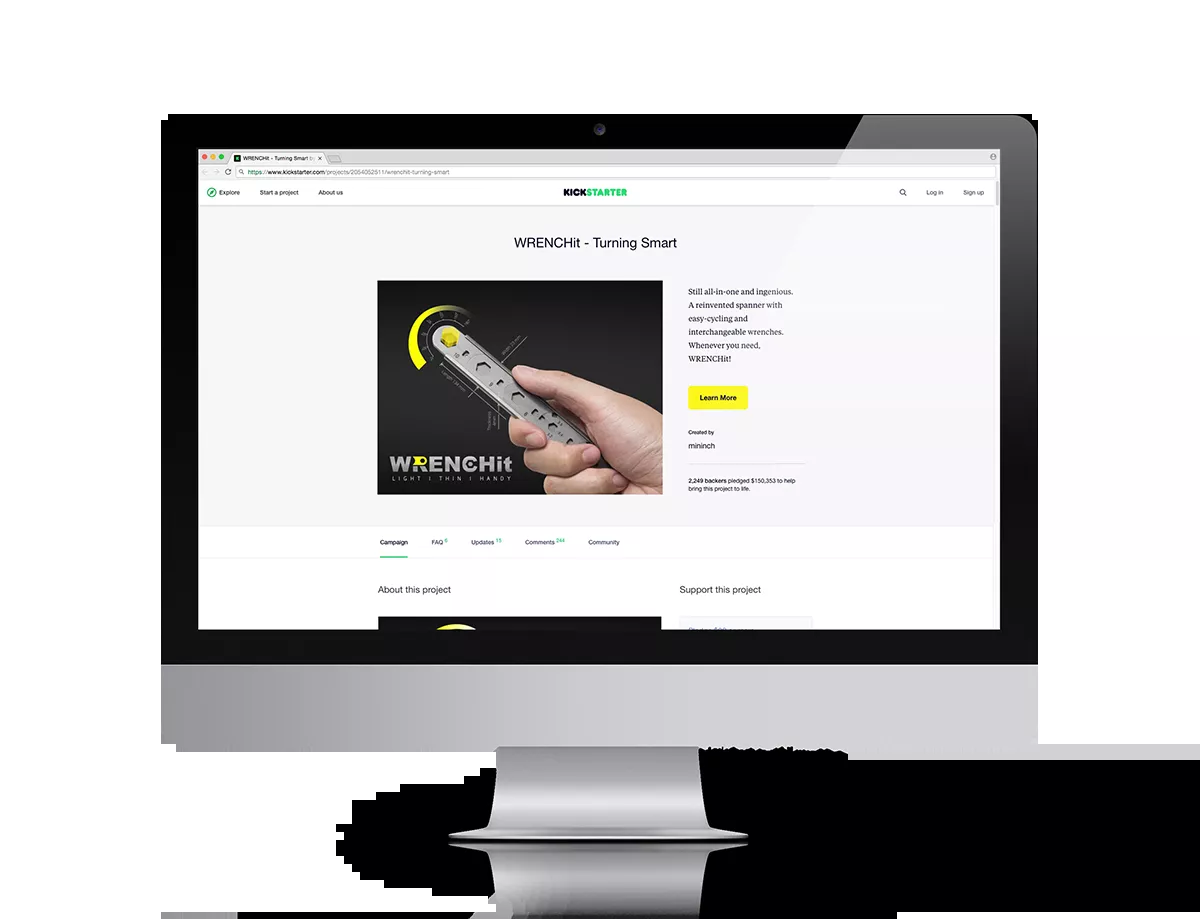 WRENCHit - Turning Smart by
https://www.kickstarter.com/projects/2054052511/wrenchit-turning-smart
Explore Start a project About us KICKSTARTER Log in Sign up
WRENCHit - Turning Smart
Still all-in-one and ingenious.
A reinvented spanner with
easy-cycling and
interchangeable wrenches.
Whenever you need,
WRENCHit!
WRENCHit
LIGHT | THIN | HANDY
Learn More
Created by
mininch
2,249 backers pledged $150,353 to help
bring this project to life.
Campaign FAQ 6 Updates 15 Comments 244 Community
About this project Support this project